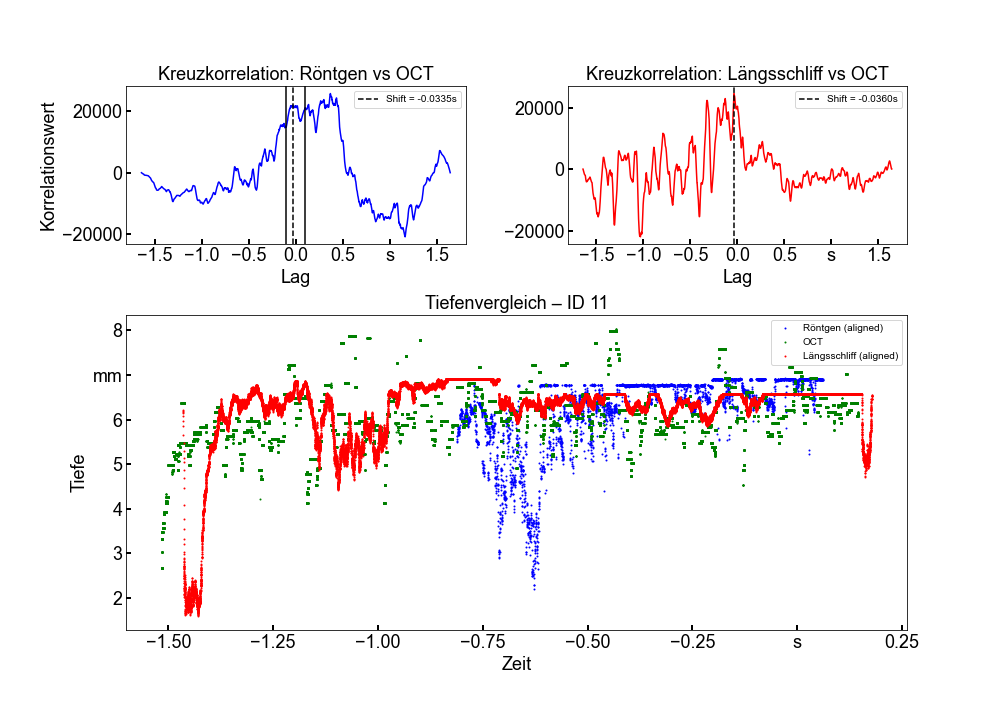 Kreuzkorrelation: Röntgen vs OCT
Korrelationswert
20000
0
−20000
Shift = -0.0335s
−1.5 −1.0 −0.5 0.0 0.5 s 1.5
Lag
Kreuzkorrelation: Längsschliff vs OCT
20000
0
−20000
Shift = -0.0360s
−1.5 −1.0 −0.5 0.0 0.5 s 1.5
Lag
Tiefenvergleich – ID 11
Tiefe
8
mm
6
5
4
3
2
Röntgen (aligned)
OCT
Längsschliff (aligned)
−1.50 −1.25 −1.00 −0.75 −0.50 −0.25 s 0.25
Zeit